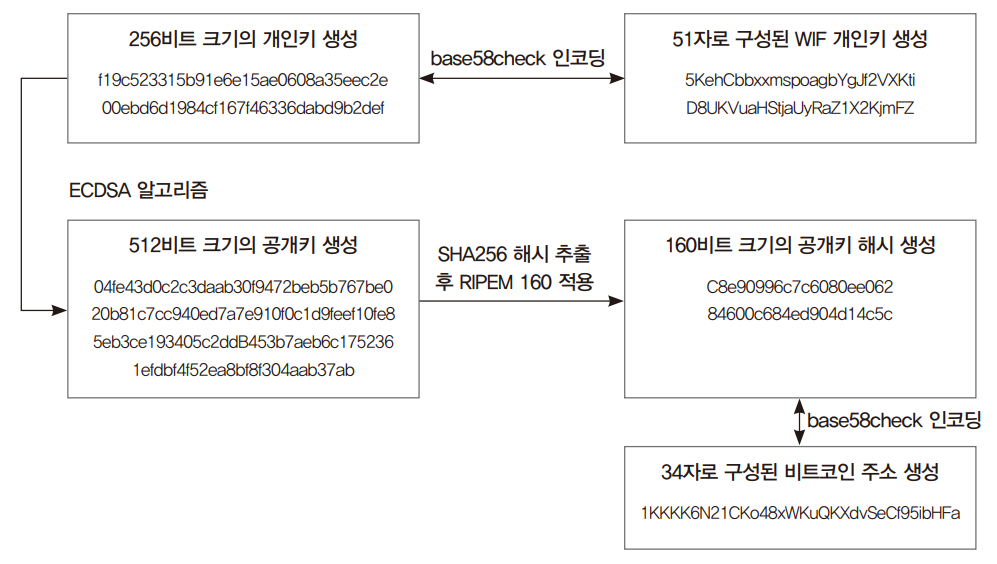 256비트 크기의 개인키 생성
f19c523315b91e6e15ae0608a35eec2e
00ebd6d1984cf167f46336dabd9b2def
base58check 인코딩
51자로 구성된 WIF 개인키 생성
5KehCbbxxmspoagbYgJf2VXKti
D8UKVuaHStjaUyRaZ1X2KjmFZ
ECDSA 알고리즘
512비트 크기의 공개키 생성
04fe43d0c2c3daab30f9472beb5b767be0
20b81c7cc940ed7a7e910f0c1d9feef10fe8
5eb3ce193405c2ddB453b7aeb6c175236
1efdbf4f52ea8bf8f304aab37ab
SHA256 해시 추출
후 RIPEM 160 적용
160비트 크기의 공개키 해시 생성
C8e90996c7c6080ee062
84600c684ed904d14c5c
base58check 인코딩
34자로 구성된 비트코인 주소 생성
1KKKK6N21CKo48xWKuQKXdvSeCf95ibHFa